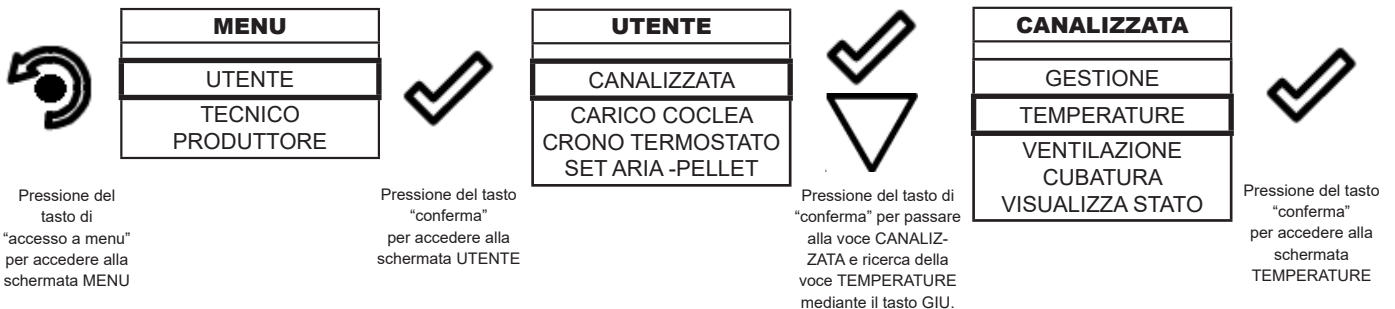 MENU
UTENTE
TECNICO
PRODUTTORE
Pressione del
tasto di
“accesso a menu”
per accedere alla
schermata MENU
Pressione del tasto
“conferma”
per accedere alla
schermata UTENTE
UTENTE
CANALIZZATA
CARICO COCLEA
CRONO TERMOSTATO
SET ARIA -PELLET
Pressione del tasto di
“conferma” per passare
alla voce CANALIZ-
ZATA e ricerca della
voce TEMPERATURE
mediante il tasto GIU.
CANALIZZATA
GESTIONE
TEMPERATURE
VENTILAZIONE
CUBATURA
VISUALIZZA STATO
Pressione del tasto
“conferma”
per accedere alla
schermata
TEMPERATURE